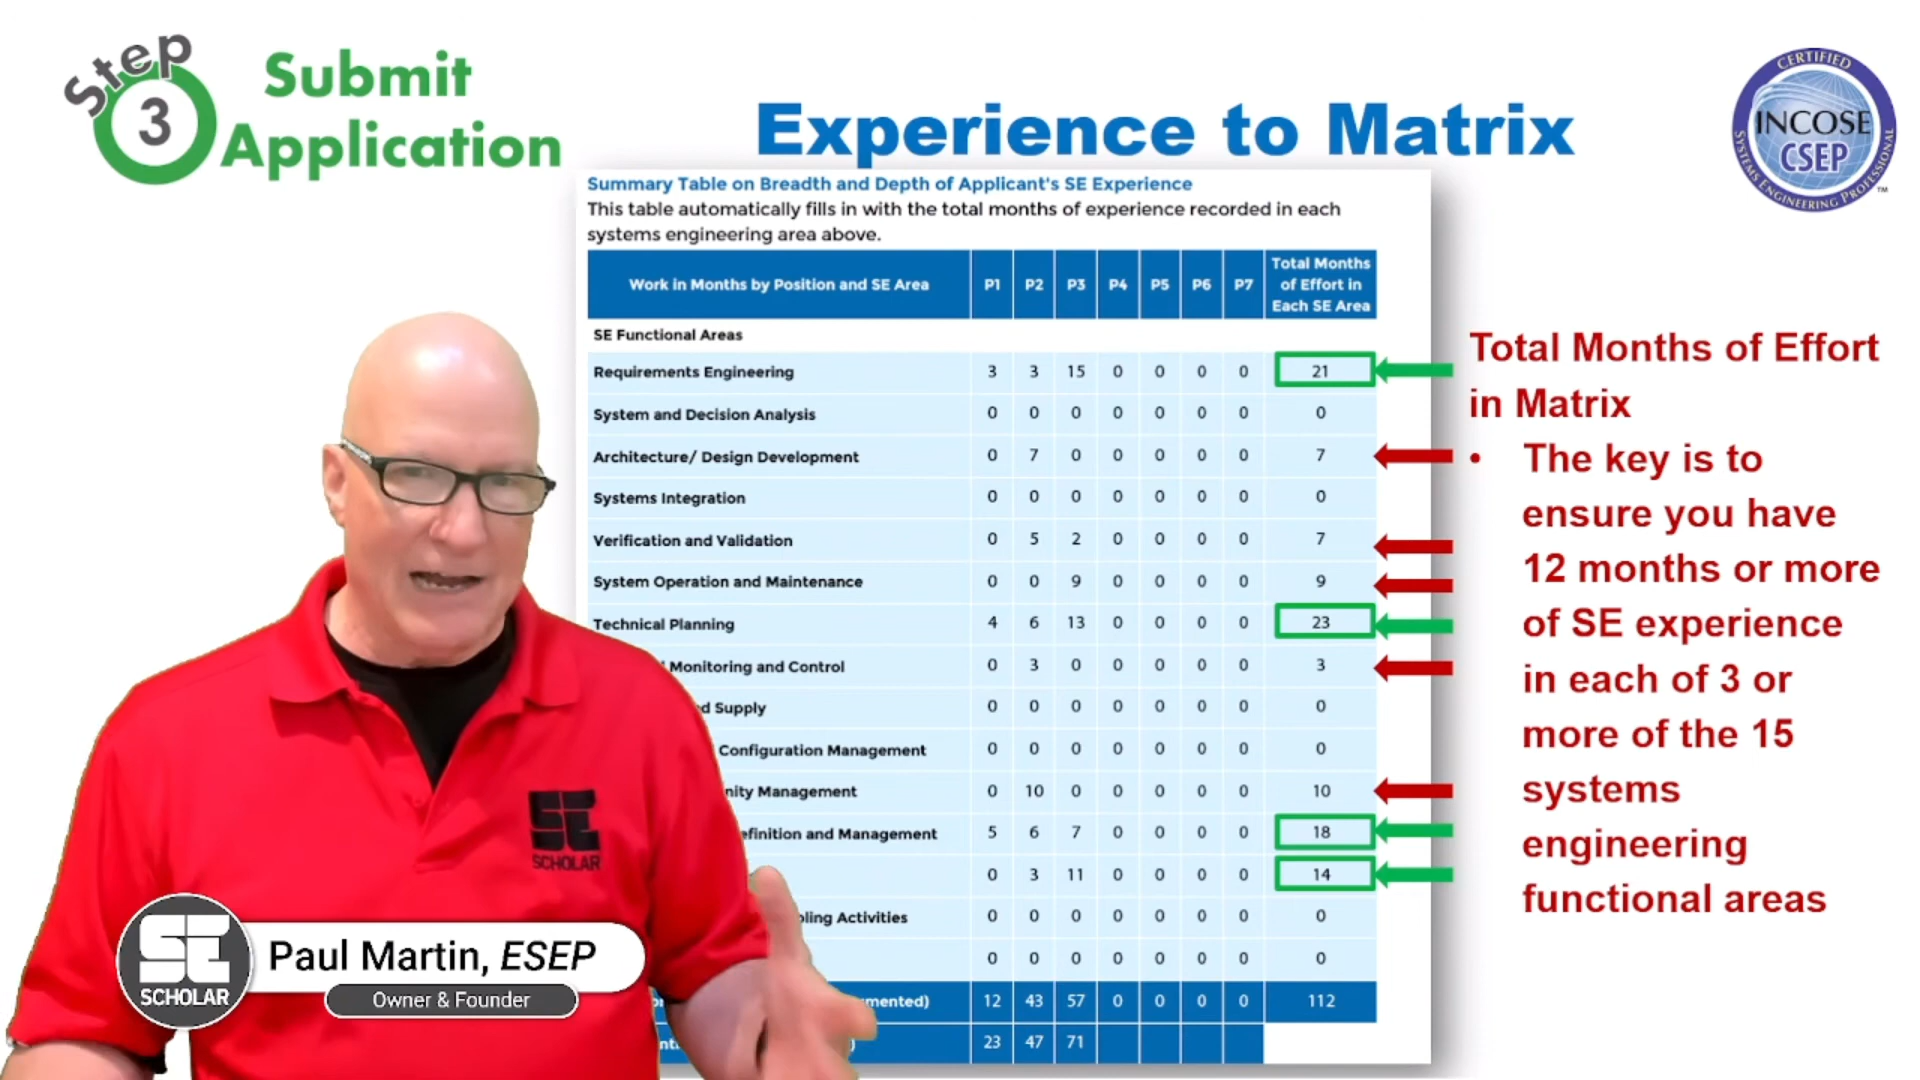 Step
3
Submit
Application
Experience to Matrix
CERTIFIED
INCOSE
CSEP
SYSTEMS ENGINEERING PROFESSIONAL
™
Summary Table on Breadth and Depth of Applicant's SE Experience
This table automatically fills in with the total months of experience recorded in each
systems engineering area above.
Work in Months by Position and SE Area P1 P2 P3 P4 P5 P6 P7 Total Months of Effort in Each SE Area
SE Functional Areas
Requirements Engineering 3 3 15 0 0 0 0 21
System and Decision Analysis 0 0 0 0 0 0 0 0
Architecture/ Design Development 0 7 0 0 0 0 0 7
Systems Integration 0 0 0 0 0 0 0 0
Verification and Validation 0 5 2 0 0 0 0 7
System Operation and Maintenance 0 0 9 0 0 0 0 9
Technical Planning 4 6 13 0 0 0 0 23
Monitoring and Control 0 3 0 0 0 0 0 3
Supply 0 0 0 0 0 0 0 0
Configuration Management 0 0 0 0 0 0 0 0
Management 0 10 0 0 0 0 0 10
and Management 5 6 7 0 0 0 0 18
0 3 11 0 0 0 0 14
Activities 0 0 0 0 0 0 0 0
0 0 0 0 0 0 0 0
12 43 57 0 0 0 0 112
23 47 71
Total Months of Effort
in Matrix
• The key is to
ensure you have
12 months or more
of SE experience
in each of 3 or
more of the 15
systems
engineering
functional areas
SE
SCHOLAR
SE
SCHOLAR
Paul Martin, ESEP
Owner & Founder